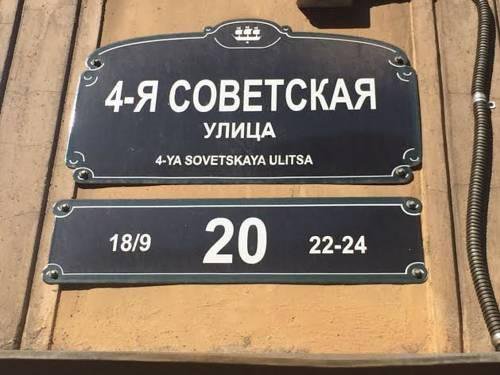 4-Я СОВЕТСКАЯ
УЛИЦА
4-YA SOVETSKAYA ULITSA
18/9 20 22-24